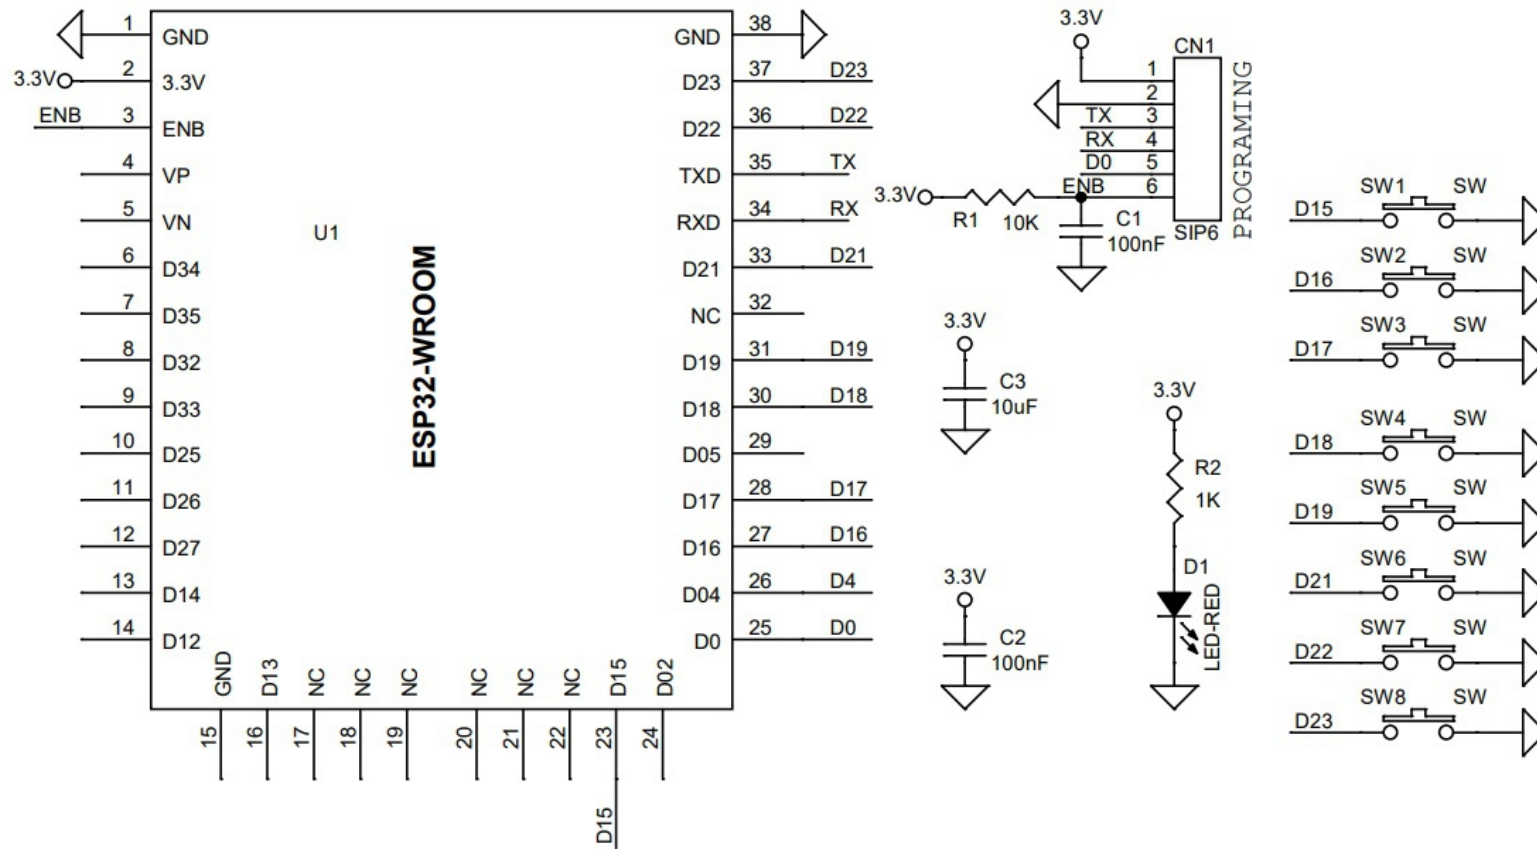 1 GND
3.3V 2 3.3V
ENB 3 ENB
4 VP
5 VN
6 D34
7 D35
8 D32
9 D33
10 D25
11 D26
12 D27
13 D14
14 D12
U1
ESP32-WROOM
GND 38
D23 37 D23
D22 36 D22
TXD 35 TX
RXD 34 RX
D21 33 D21
NC 32
D19 31 D19
D18 30 D18
D05 29
D17 28 D17
D16 27 D16
D04 26 D4
D0 25 D0
GND D13 NC NC NC NC NC NC D15 D02
15 16 17 18 19 20 21 22 23 24
D15
3.3V
CN1
1
2
TX 3
RX 4
D0 5
ENB 6
SIP6
PROGRAMING
3.3V
R1 10K
C1
100nF
3.3V
C3
10uF
3.3V
C2
100nF
3.3V
R2
1K
D1
LED-RED
SW1 SW
D15
SW2 SW
D16
SW3 SW
D17
SW4 SW
D18
SW5 SW
D19
SW6 SW
D21
SW7 SW
D22
SW8 SW
D23